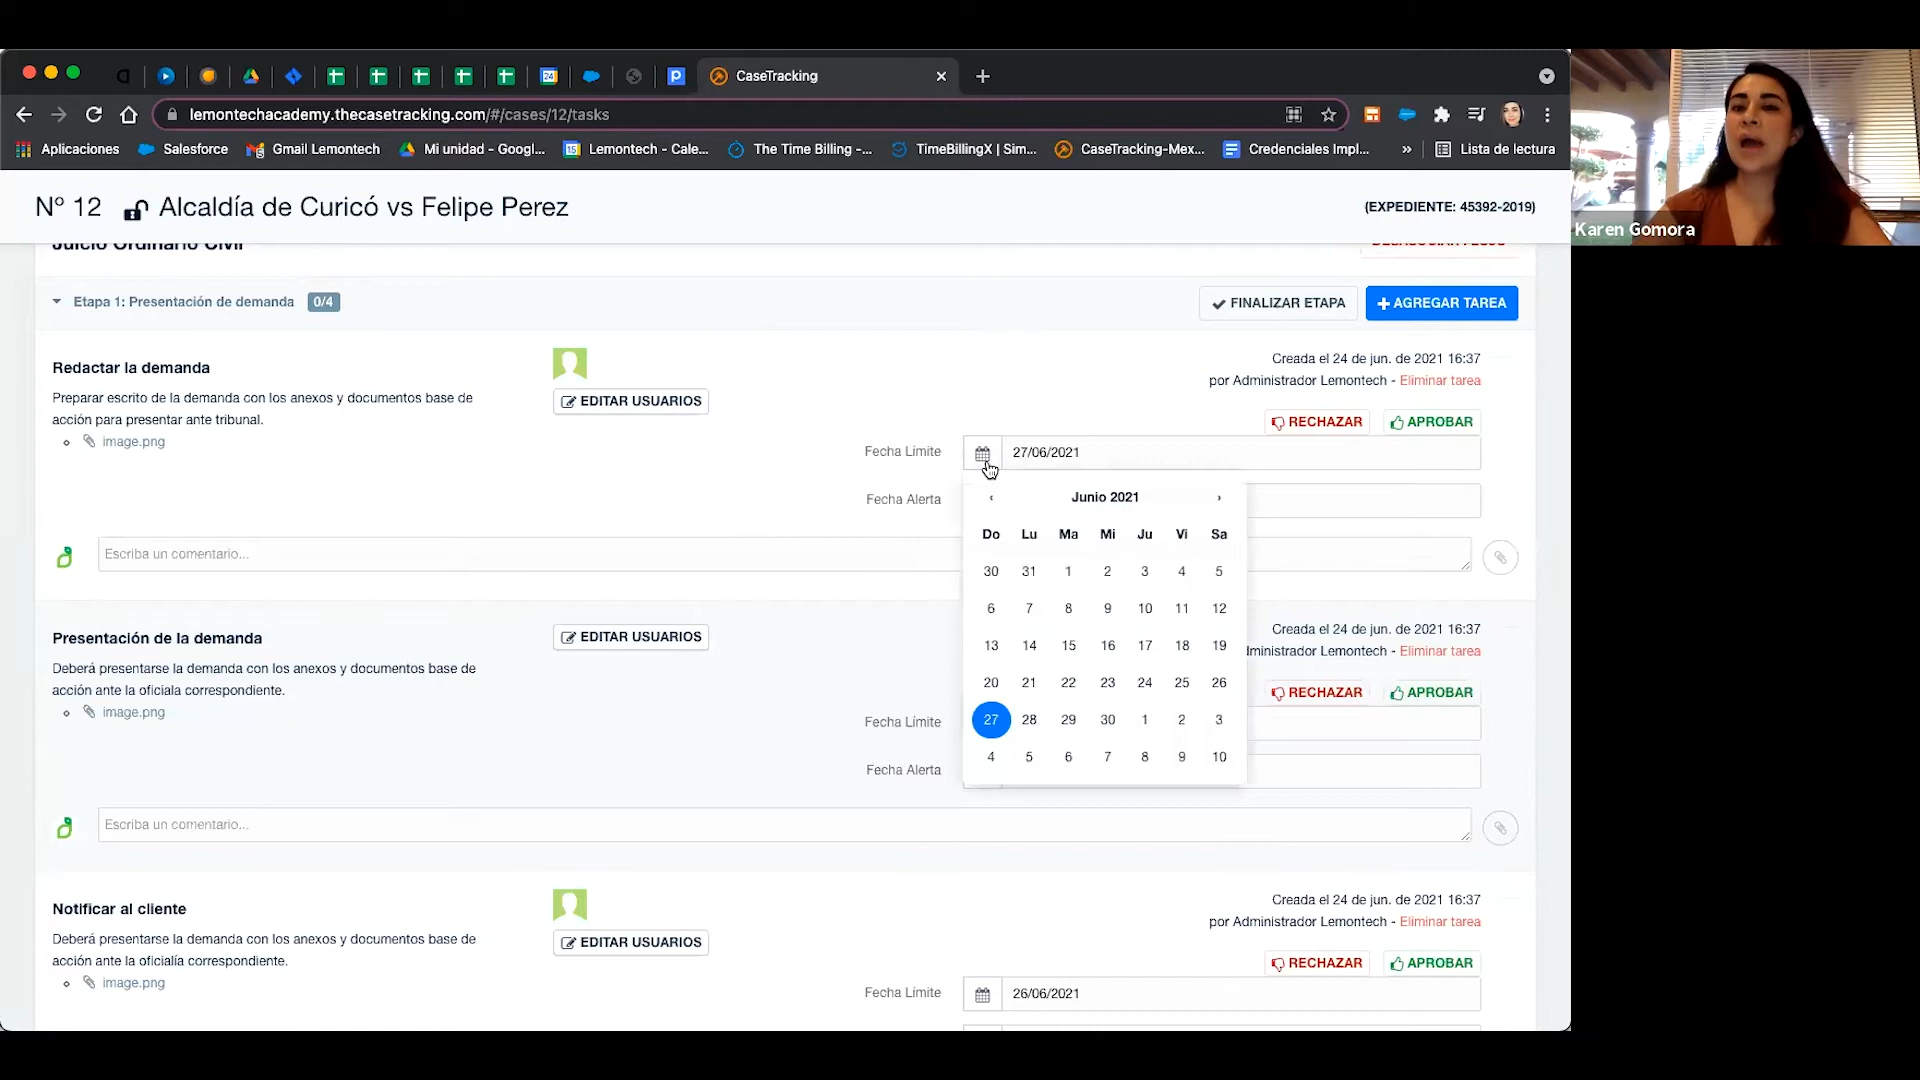 24
P
CaseTracking
lemontechacademy.thecasetracking.com/#/cases/12/tasks
Aplicaciones
Salesforce
Gmail Lemontech
Mi unidad - Googl...
15
Lemontech - Cale...
The Time Billing -...
TimeBillingX | Sim...
CaseTracking-Mex...
Credenciales Impl...
»
Lista de lectura
Karen Gomora
Nº 12 Alcaldía de Curicó vs Felipe Perez
(EXPEDIENTE: 45392-2019)
Juicio Ordinario Civil
Etapa 1: Presentación de demanda 0/4
FINALIZAR ETAPA
AGREGAR TAREA
Redactar la demanda
Preparar escrito de la demanda con los anexos y documentos base de
acción para presentar ante tribunal.
image.png
EDITAR USUARIOS
Creada el 24 de jun. de 2021 16:37
por Administrador Lemontech - Eliminar tarea
RECHAZAR
APROBAR
Fecha Límite 27/06/2021
Fecha Alerta
‹ Junio 2021 ›
Do Lu Ma Mi Ju Vi Sa
30 31 1 2 3 4 5
6 7 8 9 10 11 12
13 14 15 16 17 18 19
20 21 22 23 24 25 26
27 28 29 30 1 2 3
4 5 6 7 8 9 10
Escriba un comentario...
Presentación de la demanda
Deberá presentarse la demanda con los anexos y documentos base de
acción ante la oficiala correspondiente.
image.png
EDITAR USUARIOS
Creada el 24 de jun. de 2021 16:37
ministrador Lemontech - Eliminar tarea
RECHAZAR
APROBAR
Fecha Límite
Fecha Alerta
Escriba un comentario...
Notificar al cliente
Deberá presentarse la demanda con los anexos y documentos base de
acción ante la oficialía correspondiente.
image.png
EDITAR USUARIOS
Creada el 24 de jun. de 2021 16:37
por Administrador Lemontech - Eliminar tarea
RECHAZAR
APROBAR
Fecha Límite 26/06/2021